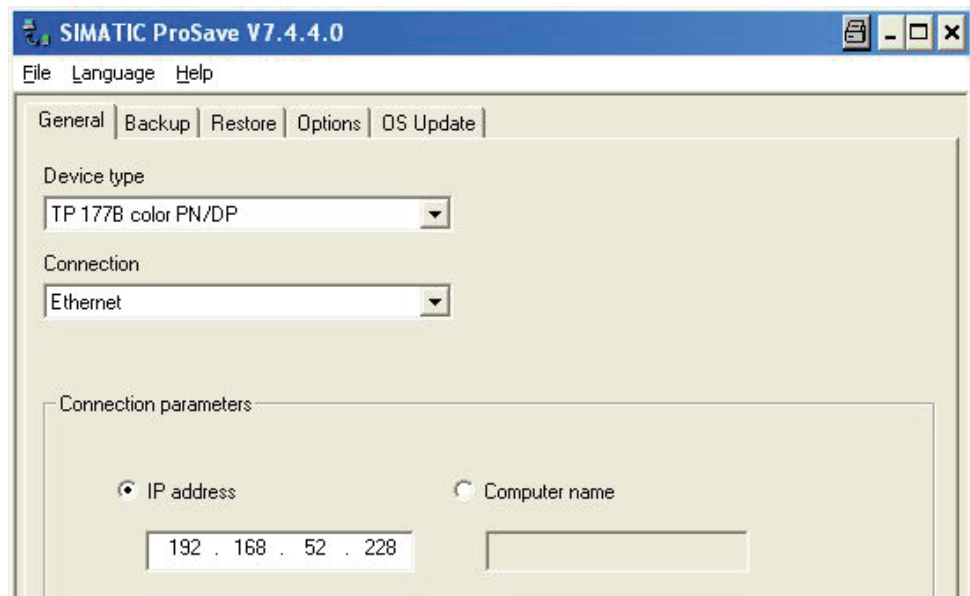 SIMATIC ProSave V7.4.4.0
File Language Help
General Backup Restore Options OS Update
Device type
TP 177B color PN/DP
Connection
Ethernet
Connection parameters
IP address Computer name
192 . 168 . 52 . 228